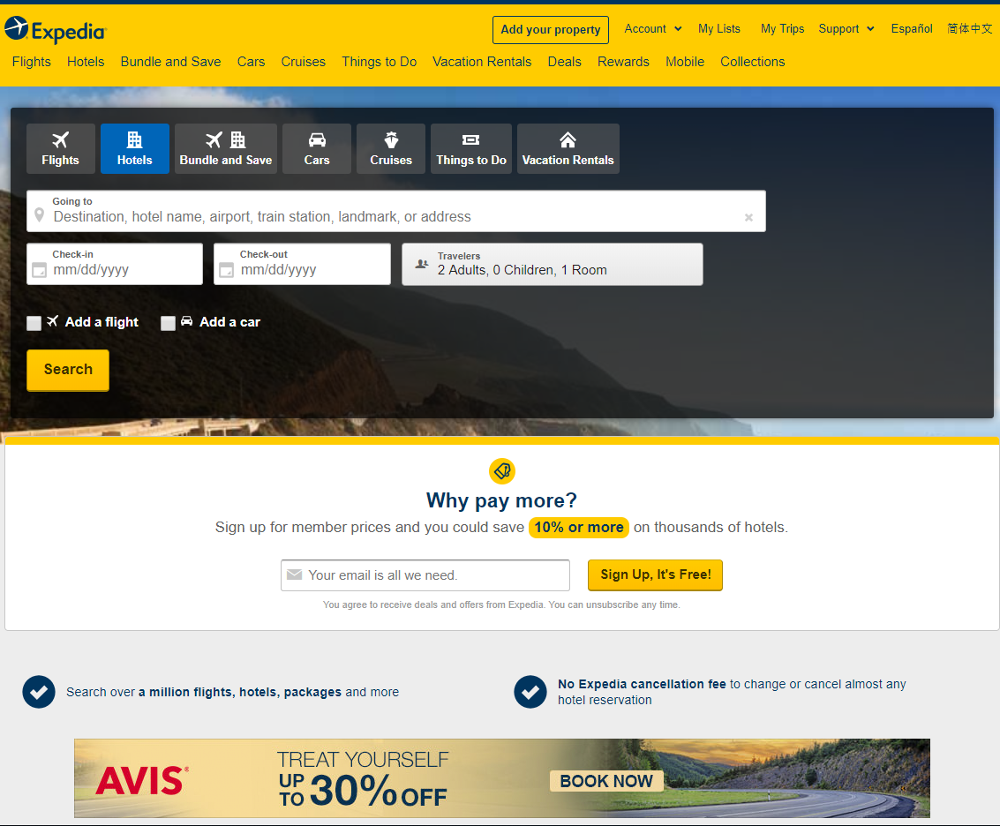 Expedia
Add your property Account My Lists My Trips Support Español 简体中文
Flights Hotels Bundle and Save Cars Cruises Things to Do Vacation Rentals Deals Rewards Mobile Collections
Flights Hotels Bundle and Save Cars Cruises Things to Do Vacation Rentals
Going to
Destination, hotel name, airport, train station, landmark, or address
Check-in
mm/dd/yyyy
Check-out
mm/dd/yyyy
Travelers
2 Adults, 0 Children, 1 Room
Add a flight Add a car
Search
Why pay more?
Sign up for member prices and you could save 10% or more on thousands of hotels.
Your email is all we need. Sign Up, It's Free!
You agree to receive deals and offers from Expedia. You can unsubscribe any time.
Search over a million flights, hotels, packages and more
No Expedia cancellation fee to change or cancel almost any
hotel reservation
AVIS®
TREAT YOURSELF
UP TO 30% OFF
BOOK NOW